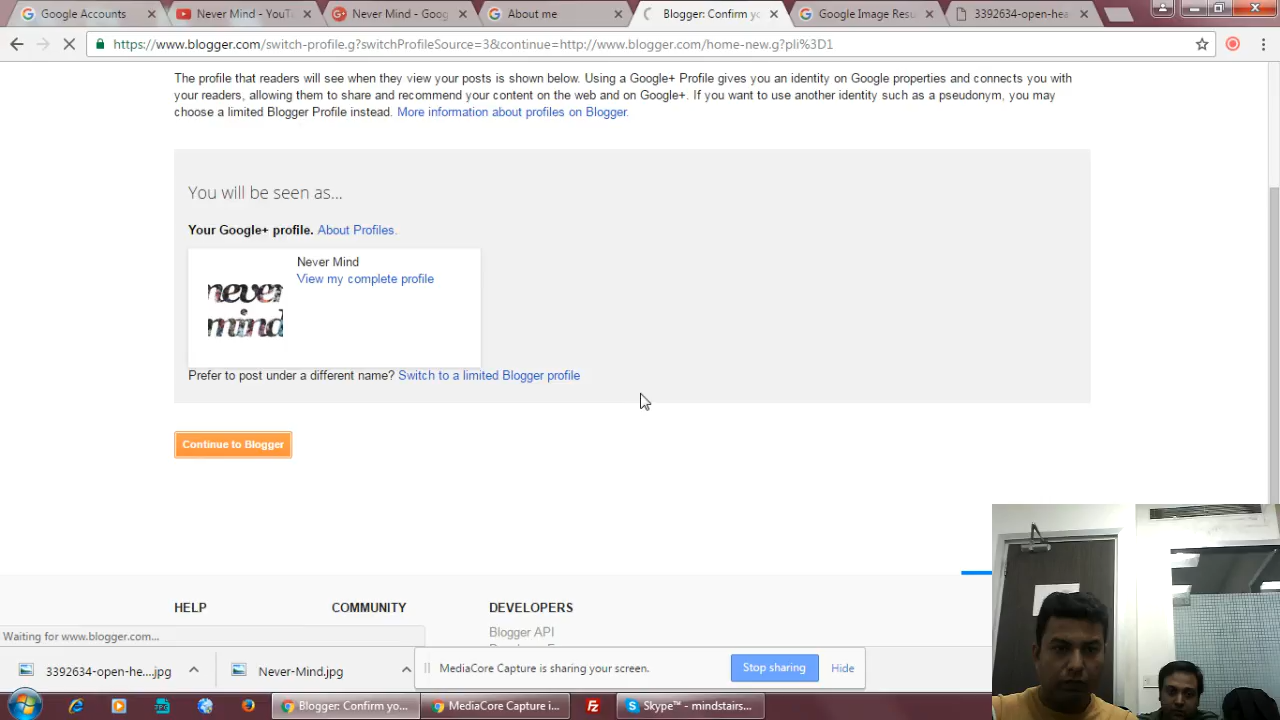 Google Accounts
Never Mind - YouT
Never Mind - Goog
About me
Blogger: Confirm yo
Google Image Resu
3392634-open-hea
https://www.blogger.com/switch-profile.g?switchProfileSource=3&continue=http://www.blogger.com/home-new.g?pli%3D1
The profile that readers will see when they view your posts is shown below. Using a Google+ Profile gives you an identity on Google properties and connects you with
your readers, allowing them to share and recommend your content on the web and on Google+. If you want to use another identity such as a pseudonym, you may
choose a limited Blogger Profile instead. More information about profiles on Blogger.
You will be seen as...
Your Google+ profile. About Profiles.
Never Mind
View my complete profile
never
mind
Prefer to post under a different name? Switch to a limited Blogger profile
Continue to Blogger
HELP
COMMUNITY
DEVELOPERS
Blogger API
Waiting for www.blogger.com...
3392634-open-he....jpg
Never-Mind.jpg
MediaCore Capture is sharing your screen.
Stop sharing
Hide
Blogger: Confirm yo...
MediaCore Capture i...
Skype™ - mindstairs...